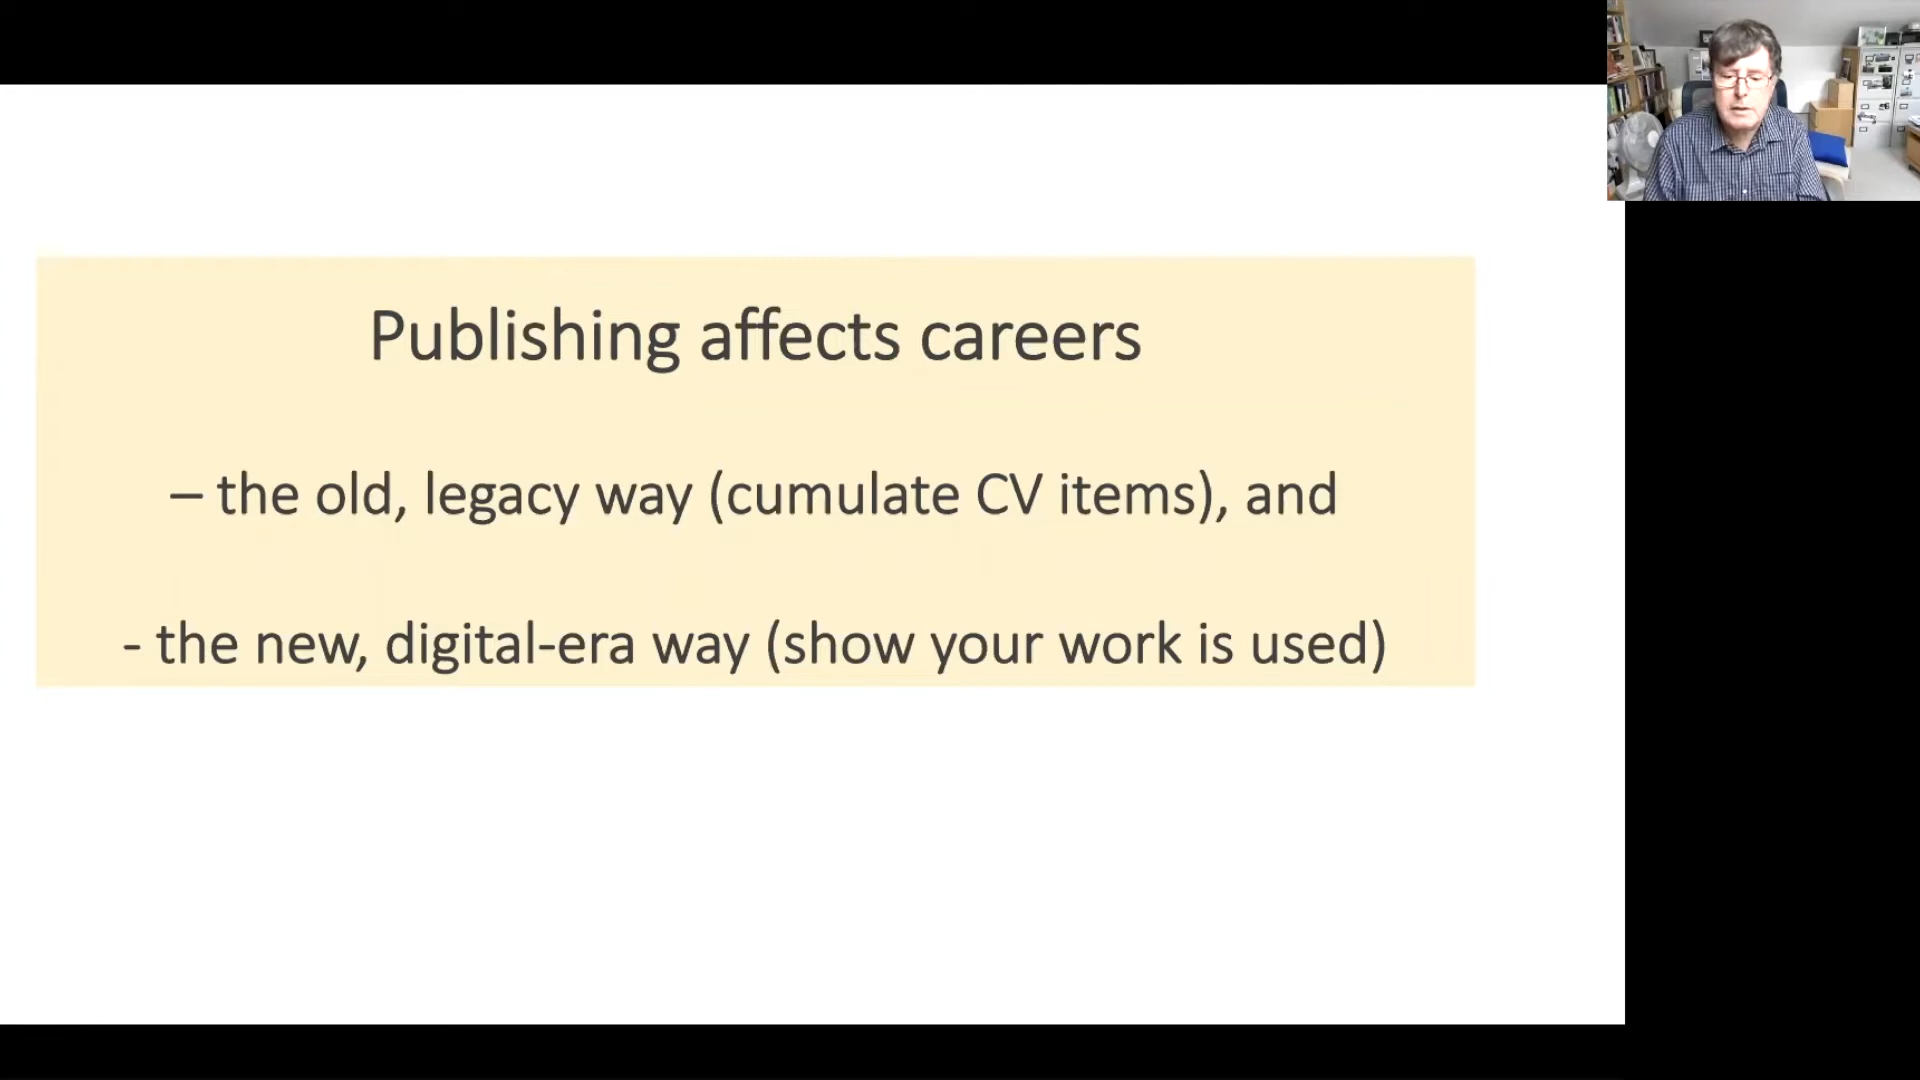 Publishing affects careers
– the old, legacy way (cumulate CV items), and
- the new, digital-era way (show your work is used)